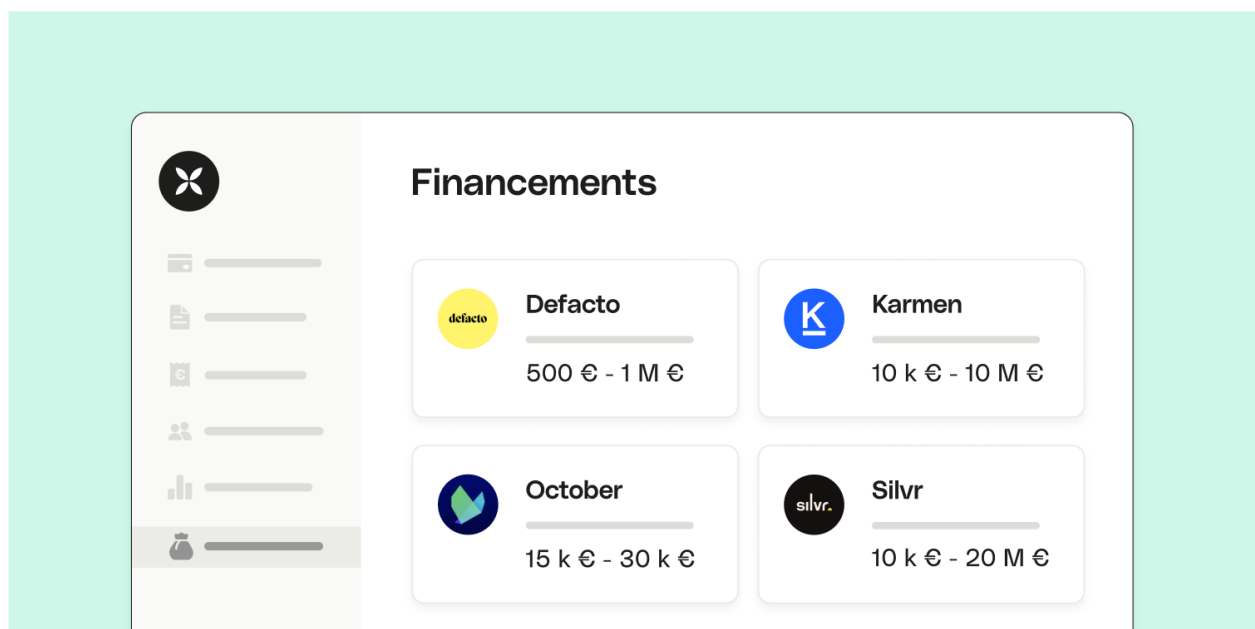 Financements
defacto
Defacto
500 € - 1 M €
K
Karmen
10 k € - 10 M €
October
15 k € - 30 k €
silvr.
Silvr
10 k € - 20 M €